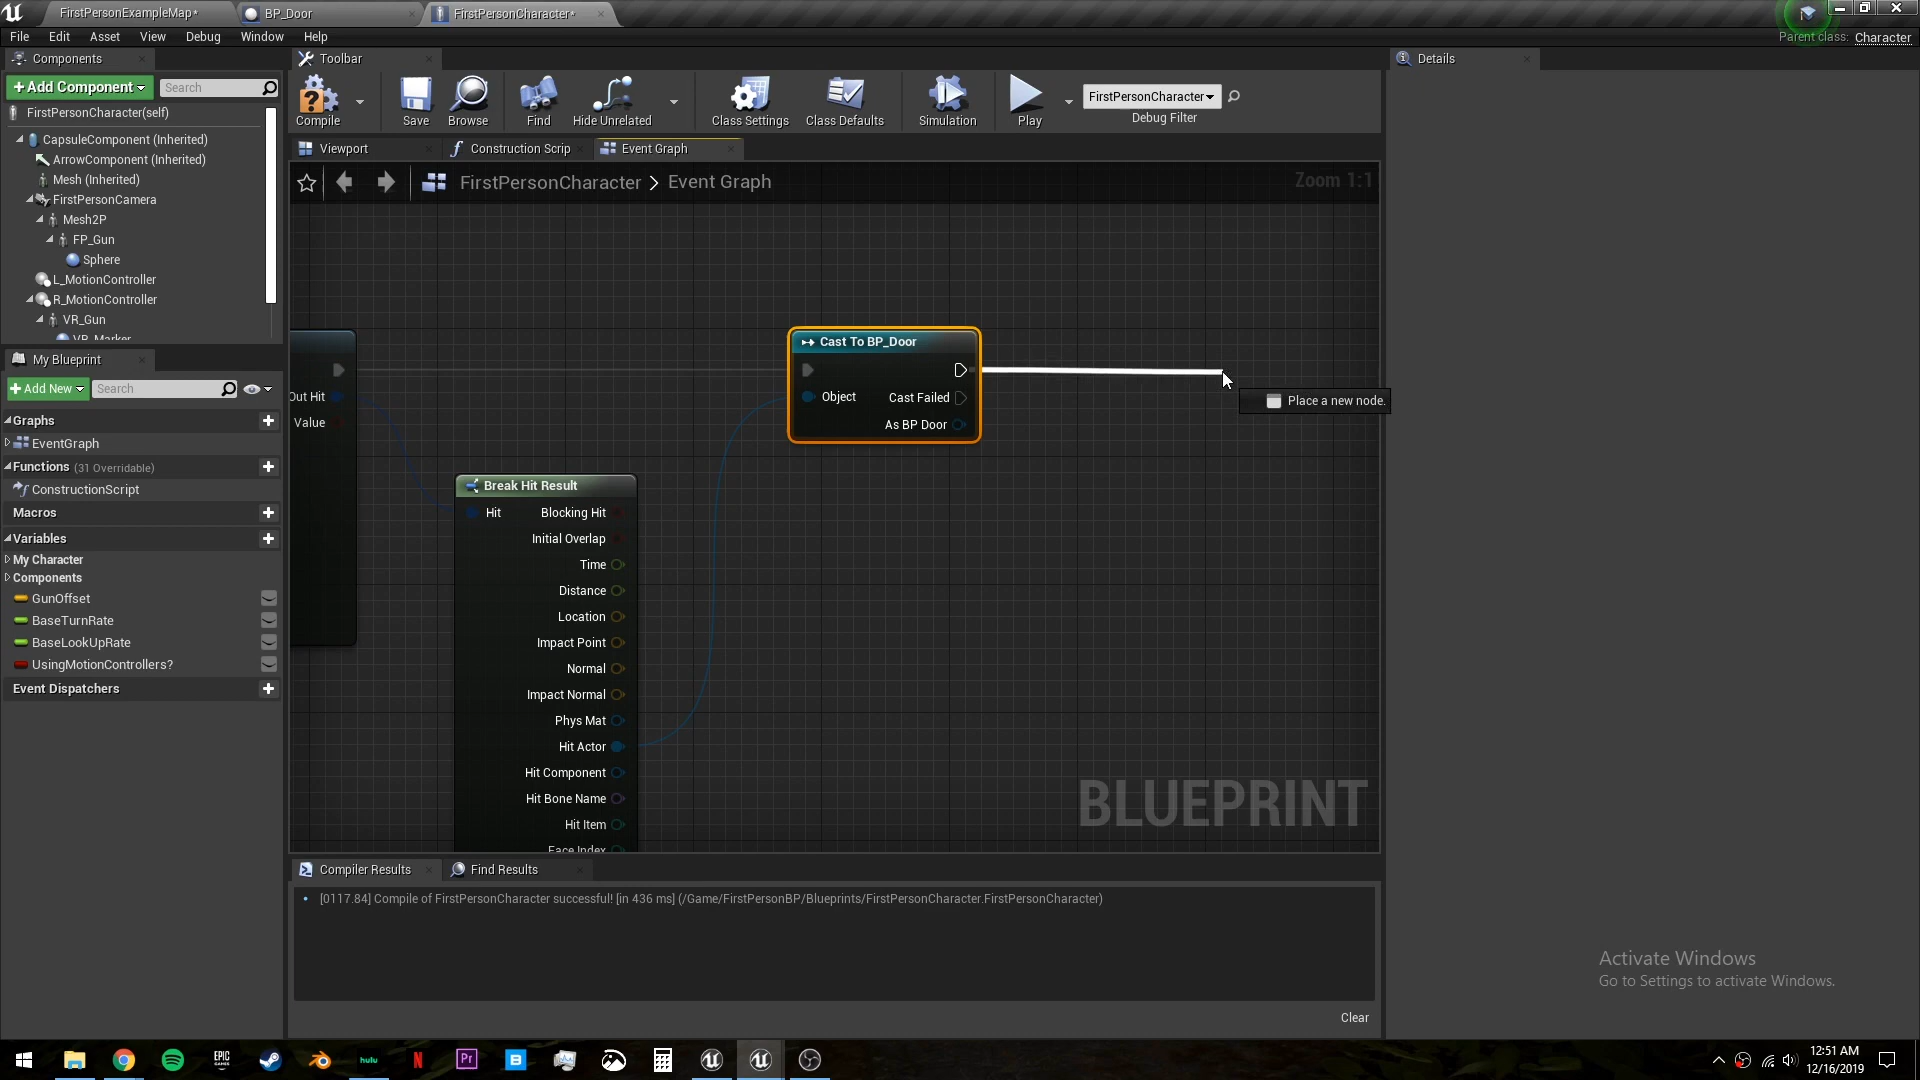 FirstPersonExampleMap*
BP_Door
FirstPersonCharacter*
File Edit Asset View Debug Window Help
Parent class: Character
Components
Toolbar
Details
Add Component
Search
FirstPersonCharacter(self)
CapsuleComponent (Inherited)
ArrowComponent (Inherited)
Mesh (Inherited)
FirstPersonCamera
Mesh2P
FP_Gun
Sphere
L_MotionController
R_MotionController
VR_Gun
VR_Marker
Compile
Save
Browse
Find
Hide Unrelated
Class Settings
Class Defaults
Simulation
Play
FirstPersonCharacter
Debug Filter
Viewport
Construction Scrip
Event Graph
FirstPersonCharacter > Event Graph
Zoom 1:1
My Blueprint
Add New
Search
Graphs
EventGraph
Functions (31 Overridable)
ConstructionScript
Macros
Variables
My Character
Components
GunOffset
BaseTurnRate
BaseLookUpRate
UsingMotionControllers?
Event Dispatchers
Out Hit
Value
Cast To BP_Door
Object
Cast Failed
As BP Door
Place a new node.
Break Hit Result
Hit
Blocking Hit
Initial Overlap
Time
Distance
Location
Impact Point
Normal
Impact Normal
Phys Mat
Hit Actor
Hit Component
Hit Bone Name
Hit Item
Face Index
BLUEPRINT
Compiler Results
Find Results
[0117.84] Compile of FirstPersonCharacter successful! [in 436 ms] (/Game/FirstPersonBP/Blueprints/FirstPersonCharacter.FirstPersonCharacter)
Clear
Activate Windows
Go to Settings to activate Windows.
EPIC
GAMES
hulu
N
Pr
B
12:51 AM
12/16/2019